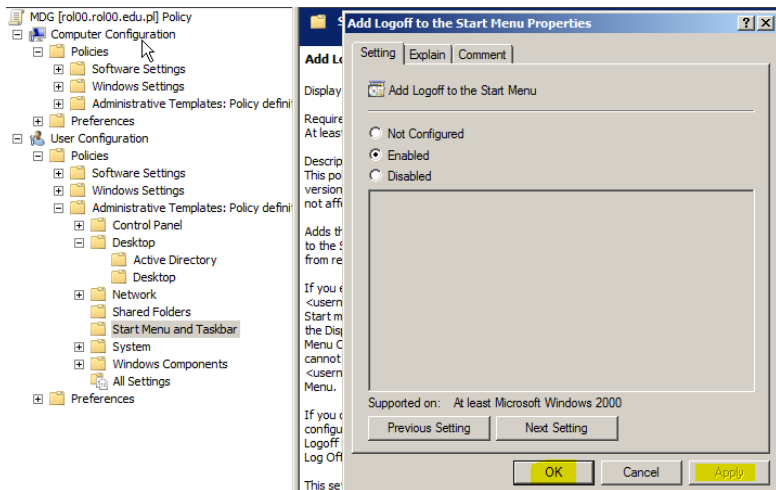 MDG [rol00.rol00.edu.pl] Policy
Computer Configuration
Policies
Software Settings
Windows Settings
Administrative Templates: Policy defini
Preferences
User Configuration
Policies
Software Settings
Windows Settings
Administrative Templates: Policy defini
Control Panel
Desktop
Active Directory
Desktop
Network
Shared Folders
Start Menu and Taskbar
System
Windows Components
All Settings
Preferences
Add Lo
Display
Require
At leas
Descrip
This po
version
not aff
Adds th
to the S
from re
If you e
<usern
Start m
the Disp
Menu C
cannot
<usern
Menu.
If you d
configu
Logoff
Log Off
This se
Add Logoff to the Start Menu Properties
Setting Explain Comment
Add Logoff to the Start Menu
Not Configured
Enabled
Disabled
Supported on: At least Microsoft Windows 2000
Previous Setting Next Setting
OK Cancel Apply